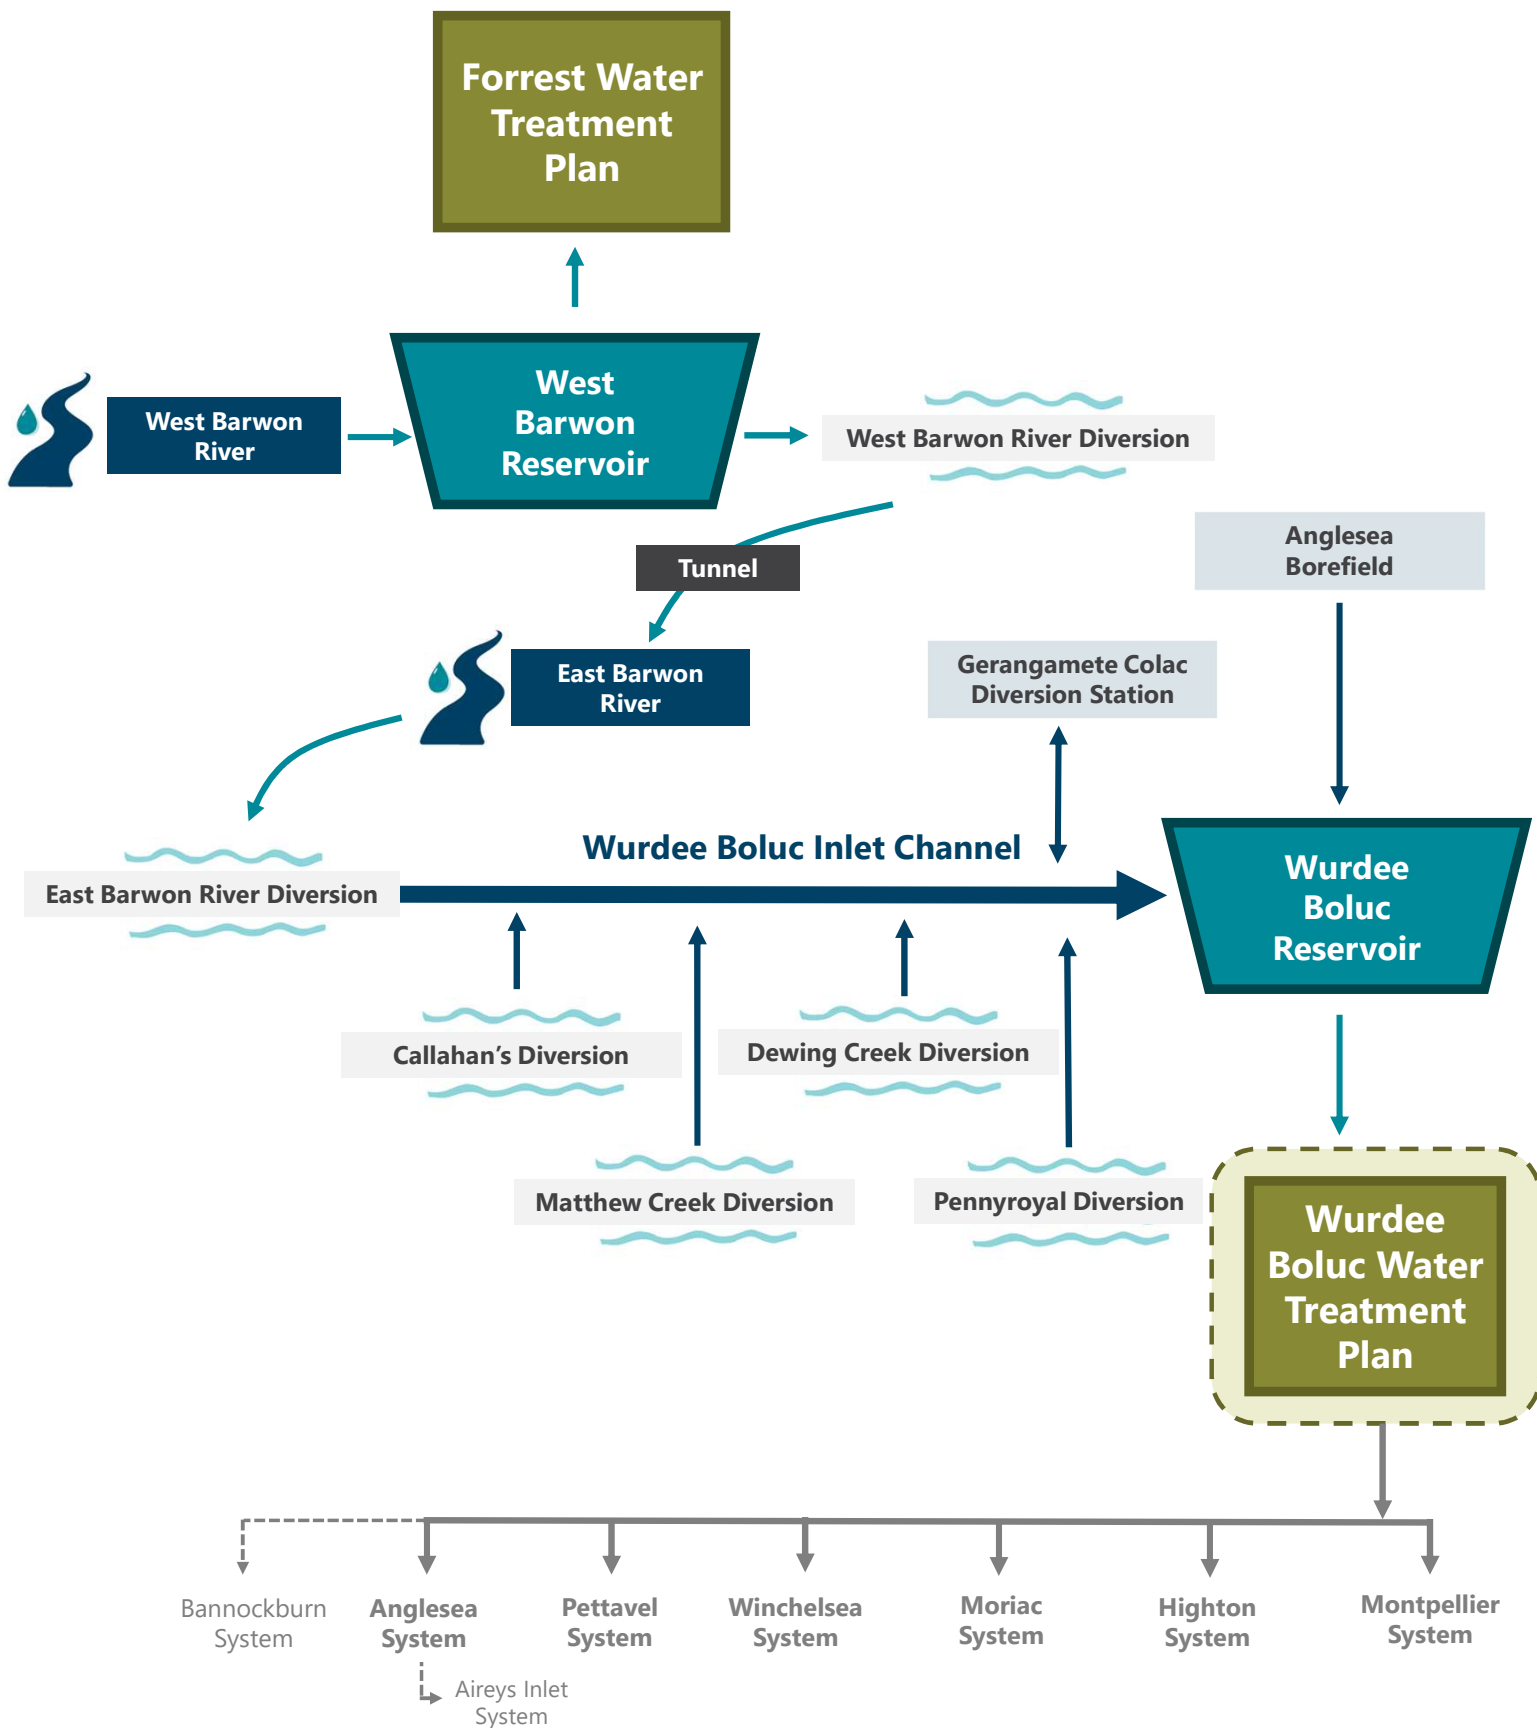 Forrest Water
Treatment
Plan
West Barwon
River
West
Barwon
Reservoir
West Barwon River Diversion
Anglesea
Borefield
Tunnel
East Barwon
River
Gerangamete Colac
Diversion Station
Wurdee Boluc Inlet Channel
East Barwon River Diversion
Wurdee
Boluc
Reservoir
Callahan's Diversion
Dewing Creek Diversion
Matthew Creek Diversion
Pennyroyal Diversion
Wurdee
Boluc Water
Treatment
Plan
Bannockburn
System
Anglesea
System
Pettavel
System
Winchelsea
System
Moriac
System
Highton
System
Montpellier
System
Aireys Inlet
System